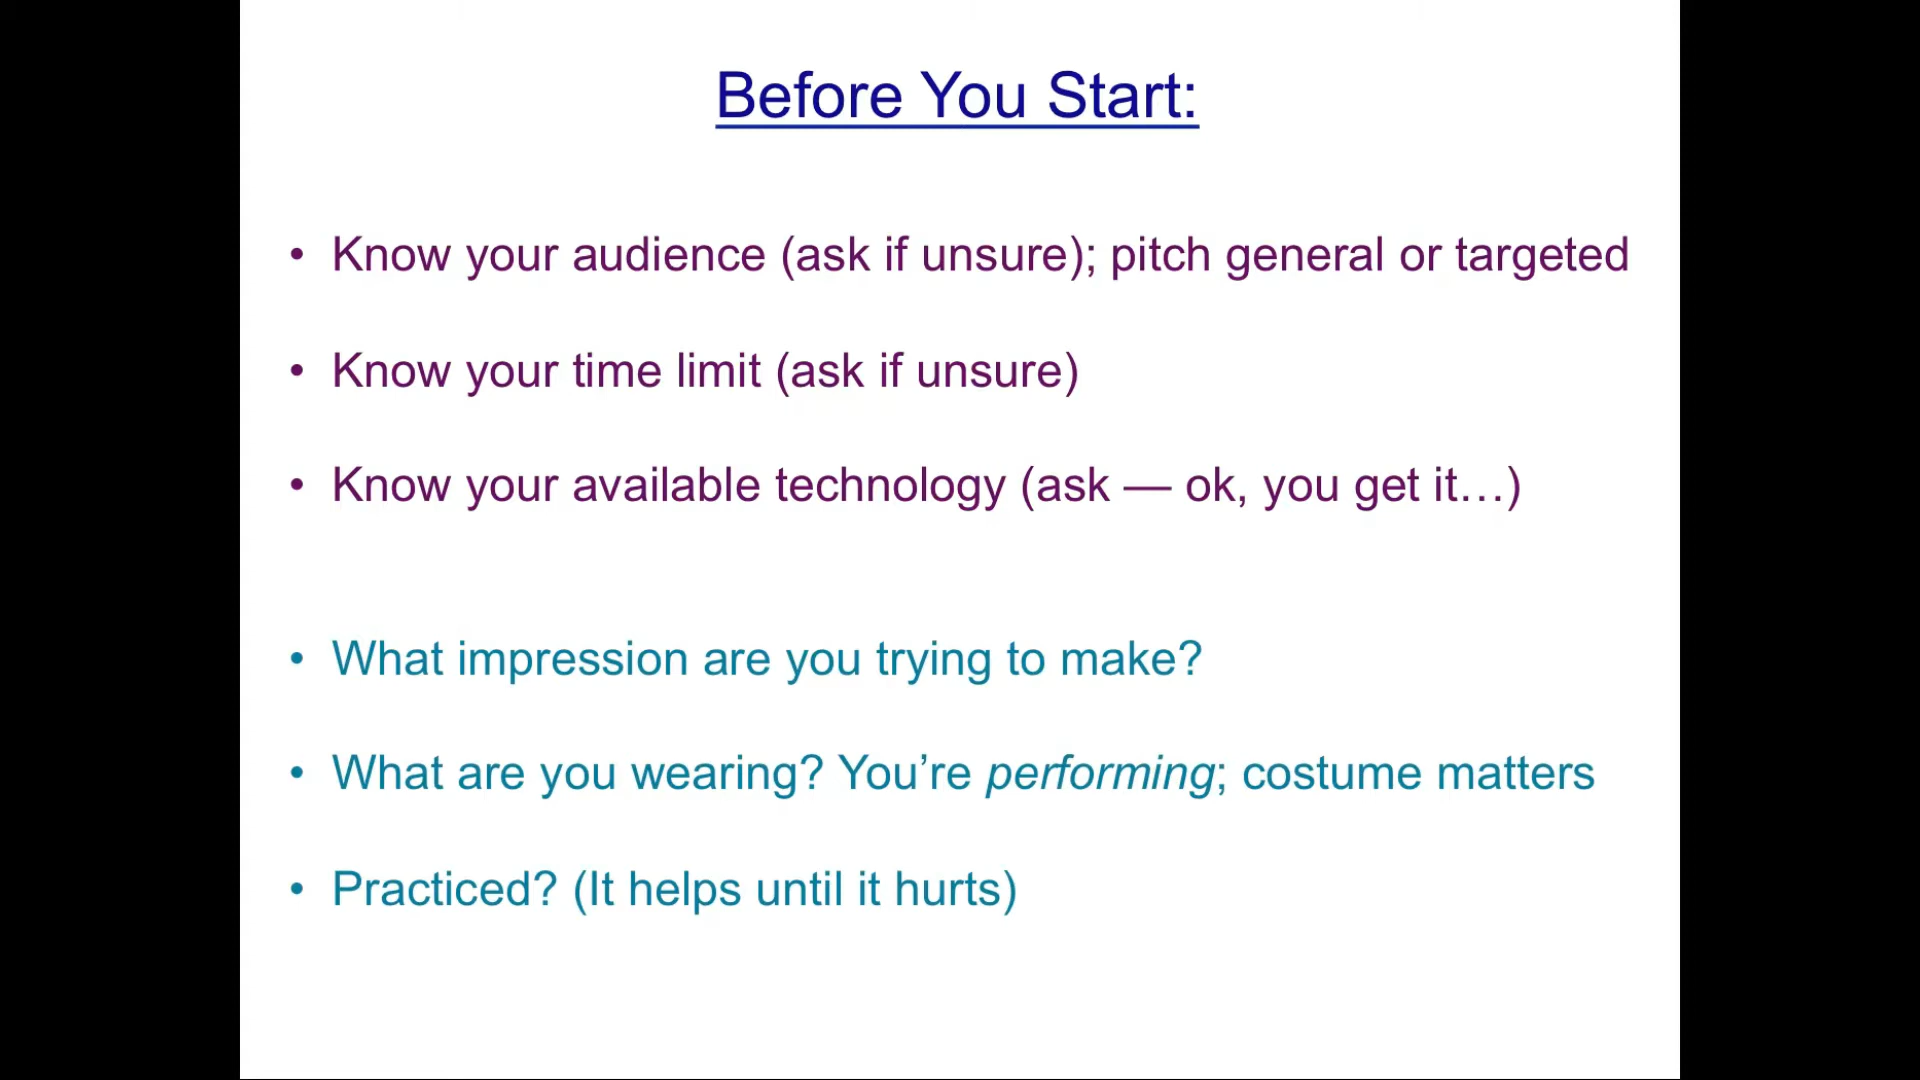 Before You Start:
• Know your audience (ask if unsure); pitch general or targeted
• Know your time limit (ask if unsure)
• Know your available technology (ask — ok, you get it…)
• What impression are you trying to make?
• What are you wearing? You’re performing; costume matters
• Practiced? (It helps until it hurts)